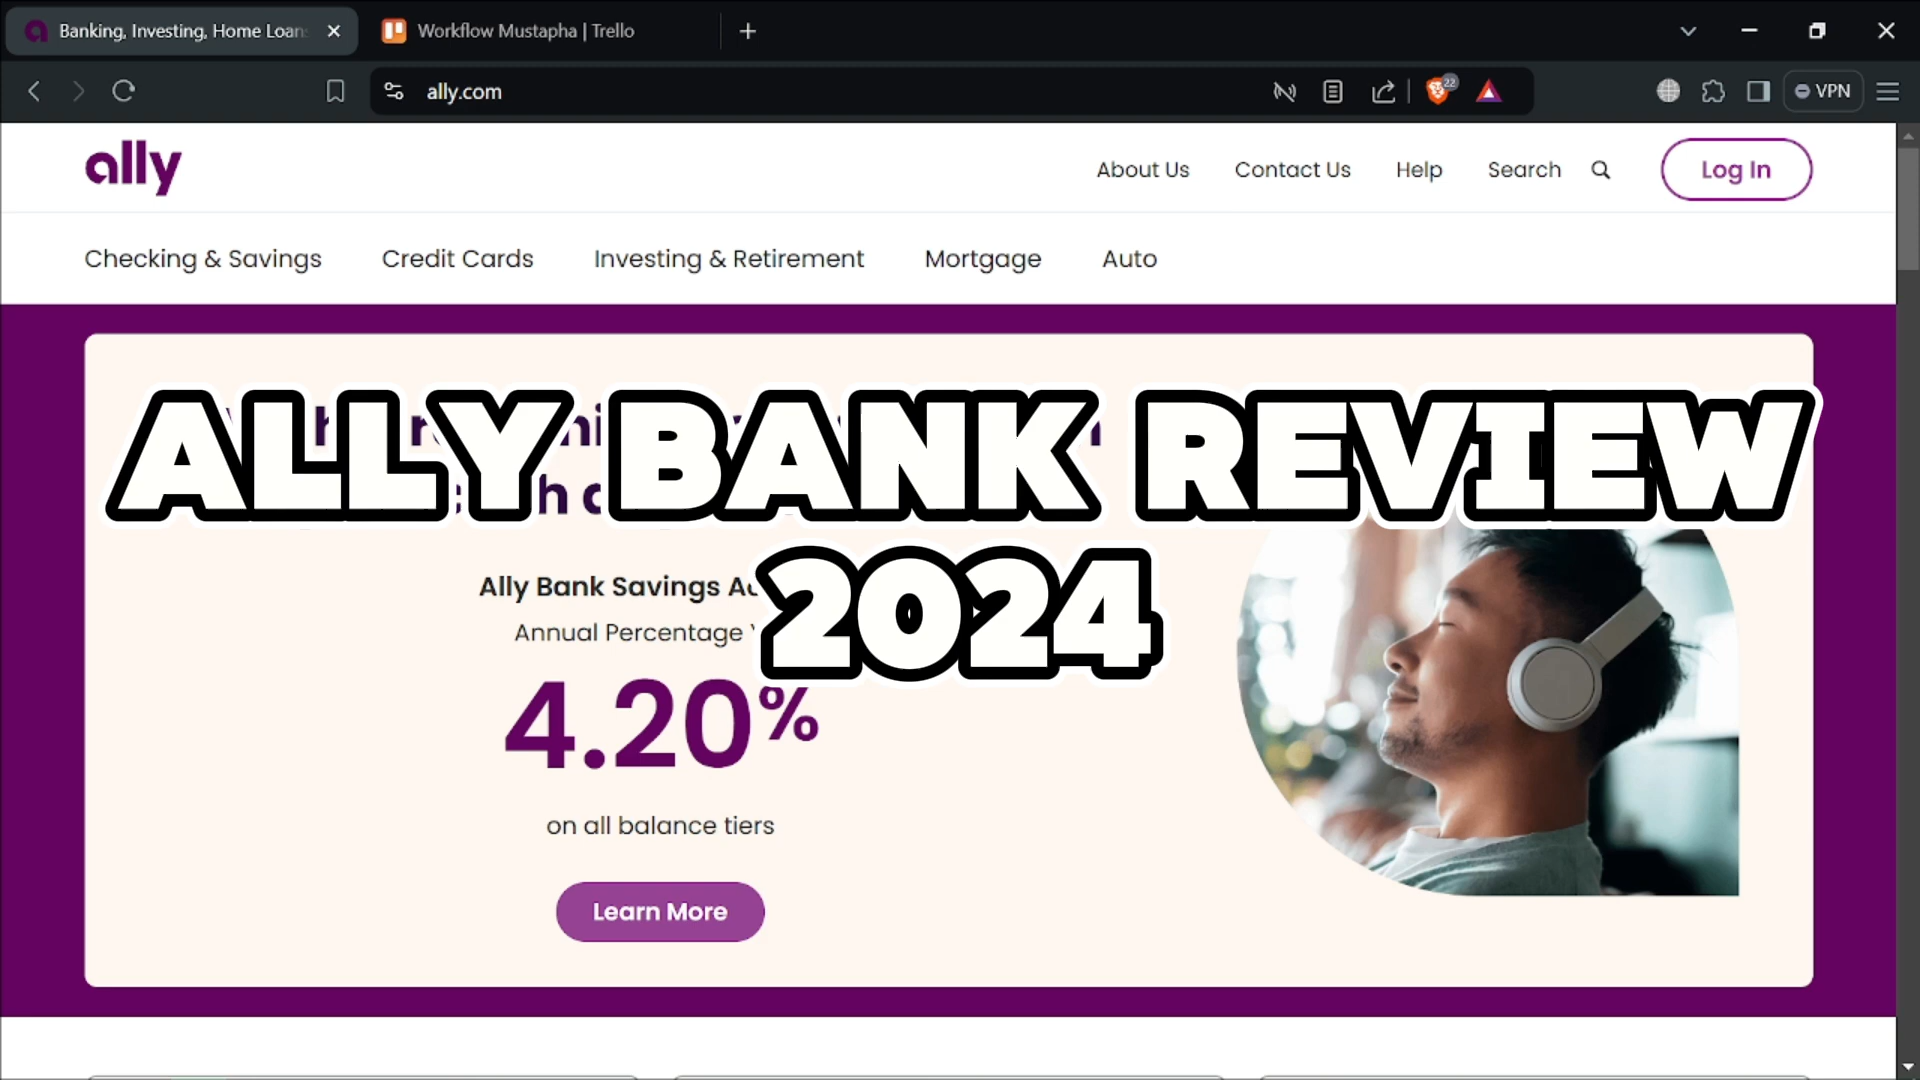 Banking, Investing, Home Loan
Workflow Mustapha | Trello
ally.com
22
VPN
ally
About Us
Contact Us
Help
Search
Log In
Checking & Savings
Credit Cards
Investing & Retirement
Mortgage
Auto
ALLY BANK REVIEW
2024
Ally Bank Savings
Annual Percentage
4.20%
on all balance tiers
Learn More